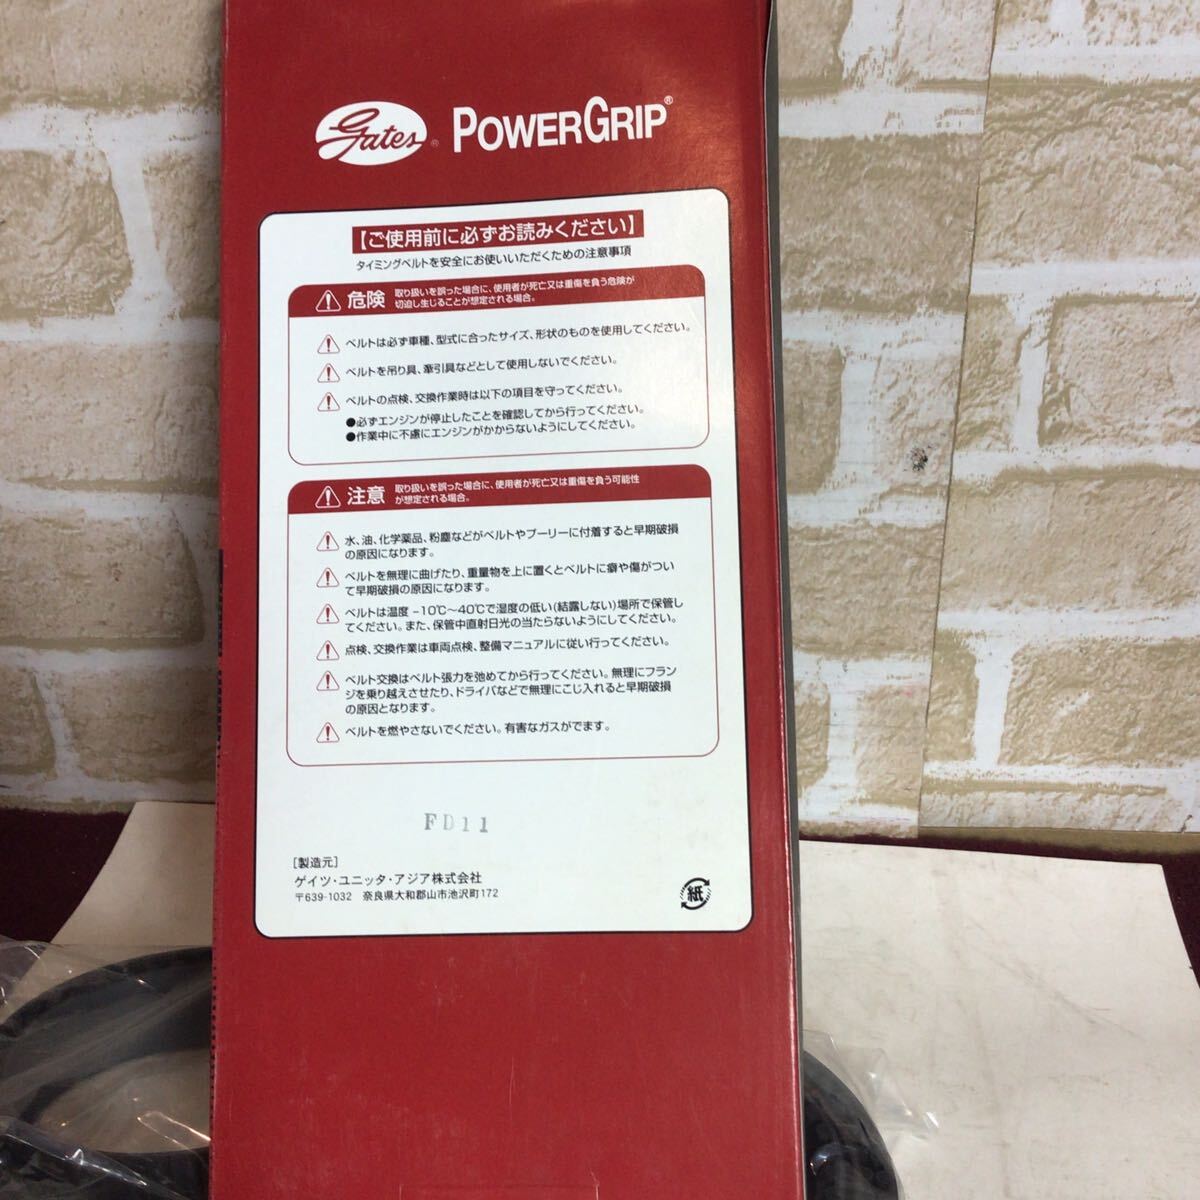 Gates® POWERGRIP®
【ご使用前に必ずお読みください】
タイミングベルトを安全にお使いいただくための注意事項
危険 取り扱いを誤った場合に、使用者が死亡又は重傷を負う危険が
切迫し生じることが想定される場合。
ベルトは必ず車種、型式に合ったサイズ、形状のものを使用してください。
ベルトを吊り具、牽引具などとして使用しないでください。
ベルトの点検、交換作業時は以下の項目を守ってください。
●必ずエンジンが停止したことを確認してから行ってください。
●作業中に不慮にエンジンがかからないようにしてください。
注意 取り扱いを誤った場合に、使用者が死亡又は重傷を負う可能性
が想定される場合。
水、油、化学薬品、粉塵などがベルトやプーリーに付着すると早期破損
の原因になります。
ベルトを無理に曲げたり、重量物を上に置くとベルトに癖や傷がつい
て早期破損の原因になります。
ベルトは温度 −10℃〜40℃で湿度の低い(結露しない)場所で保管し
てください。また、保管中直射日光の当たらないようにしてください。
点検、交換作業は車両点検、整備マニュアルに従い行ってください。
ベルト交換はベルト張力を弛めてから行ってください。無理にフラン
ジを乗り越えさせたり、ドライバなどで無理にこじ入れると早期破損
の原因となります。
ベルトを燃やさないでください。有害なガスがでます。
FD11
[製造元]
ゲイツ・ユニッタ・アジア株式会社
〒639-1032 奈良県大和郡山市池沢町172
紙